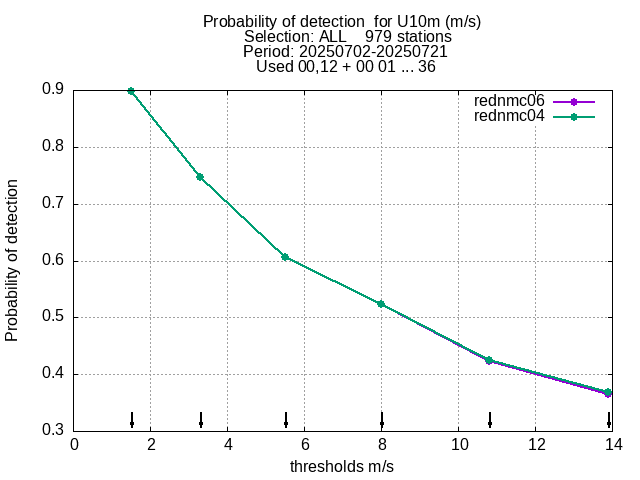 Probability of detection  for U10m (m/s)
Selection: ALL    979 stations
Period: 20250702-20250721
Used 00,12 + 00 01 ... 36
rednmc06
rednmc04
0.9
0.8
0.7
0.6
0.5
0.4
0.3
Probability of detection
0 2 4 6 8 10 12 14
thresholds m/s